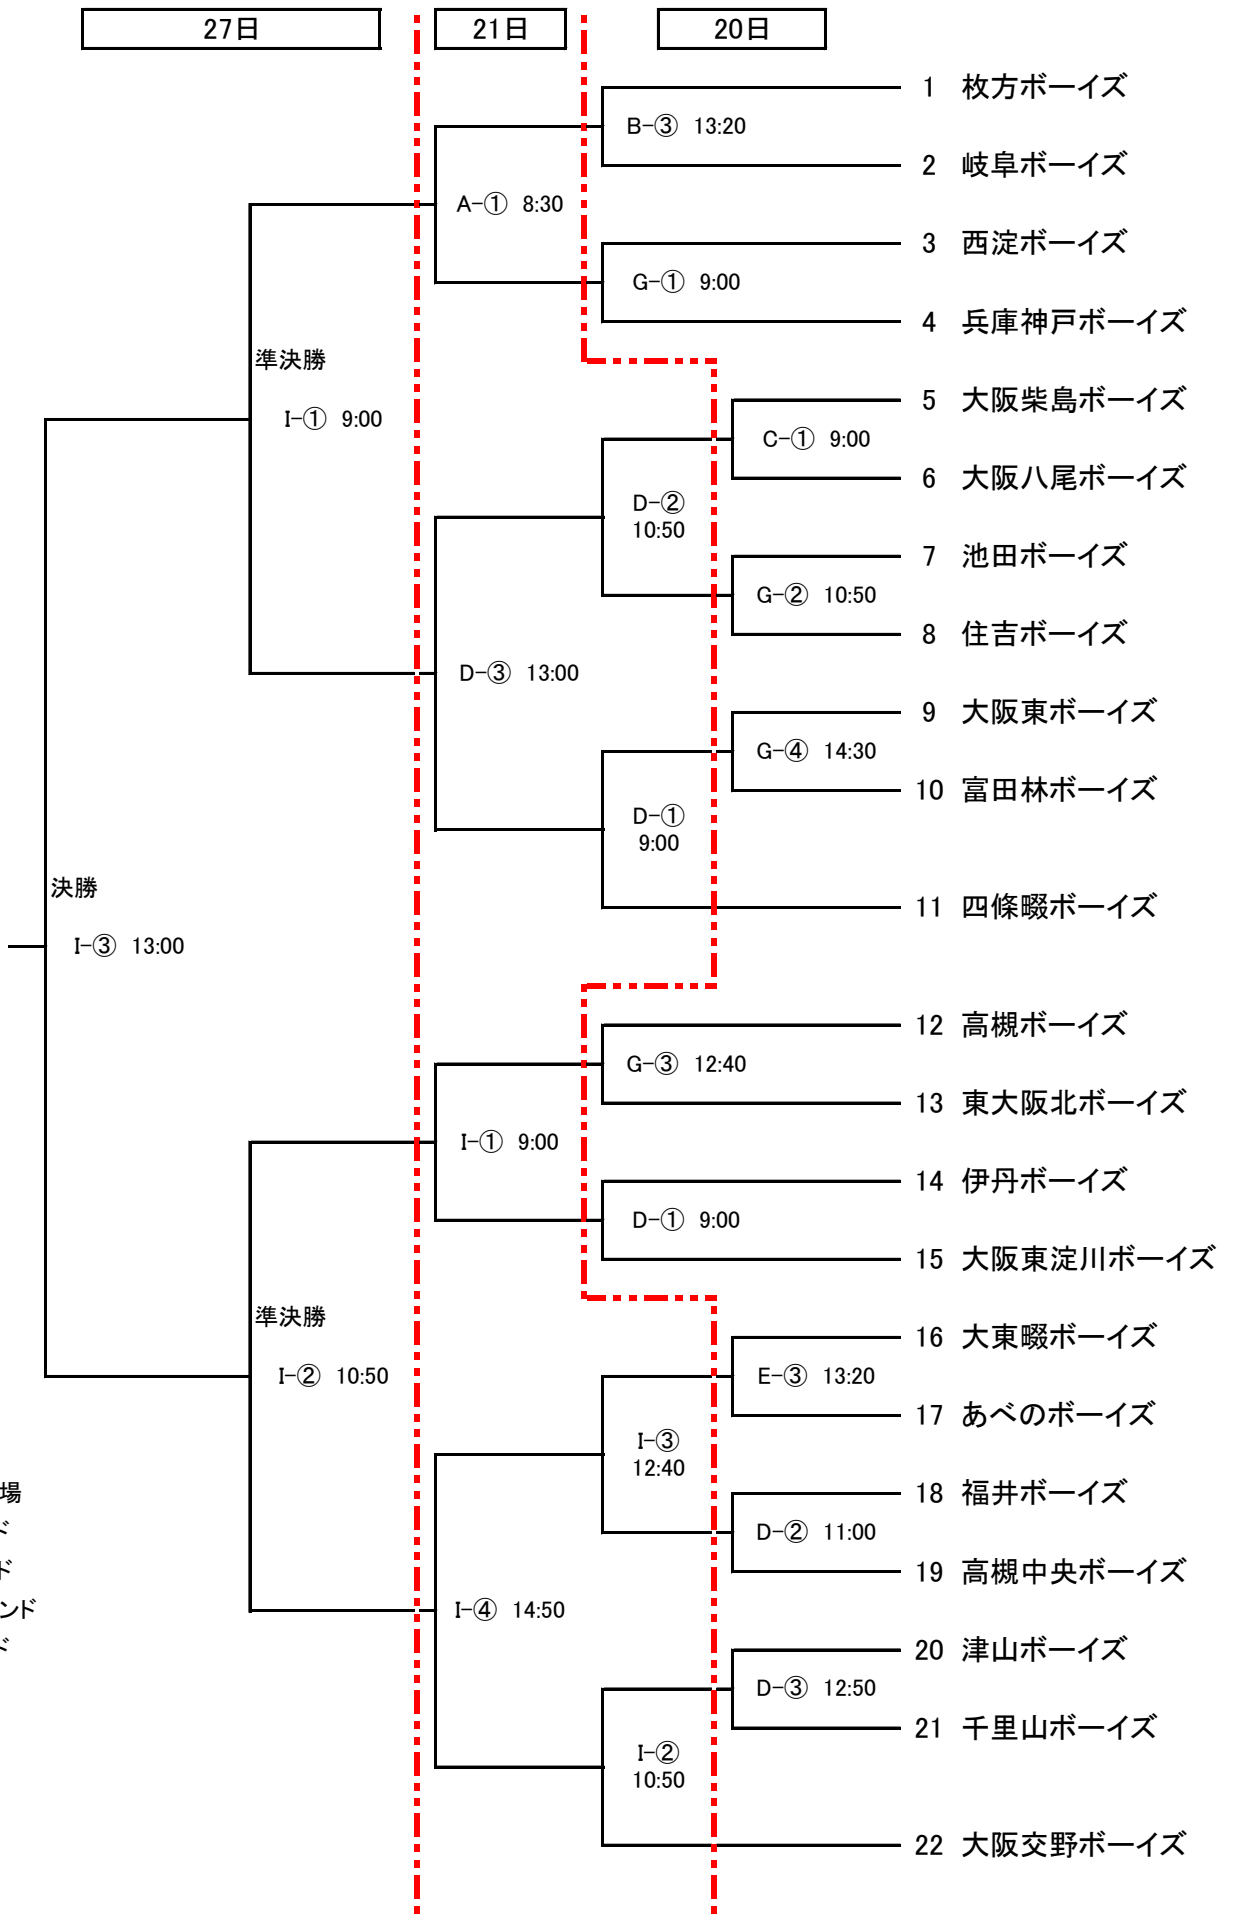 27日 21日 20日
1 枚方ボーイズ
B-③ 13:20
2 岐阜ボーイズ
A-① 8:30
3 西淀ボーイズ
G-① 9:00
4 兵庫神戸ボーイズ
準決勝
I-① 9:00
5 大阪柴島ボーイズ
C-① 9:00
6 大阪八尾ボーイズ
D-②
10:50
7 池田ボーイズ
G-② 10:50
8 住吉ボーイズ
D-③ 13:00
9 大阪東ボーイズ
G-④ 14:30
10 富田林ボーイズ
D-①
9:00
11 四條畷ボーイズ
決勝
I-③ 13:00
12 高槻ボーイズ
G-③ 12:40
13 東大阪北ボーイズ
I-① 9:00
14 伊丹ボーイズ
D-① 9:00
15 大阪東淀川ボーイズ
準決勝
I-② 10:50
16 大東畷ボーイズ
E-③ 13:20
17 あべのボーイズ
I-③
12:40
18 福井ボーイズ
D-② 11:00
19 高槻中央ボーイズ
場
ド
ド
ンド
ド
I-④ 14:50
20 津山ボーイズ
D-③ 12:50
21 千里山ボーイズ
I-②
10:50
22 大阪交野ボーイズ